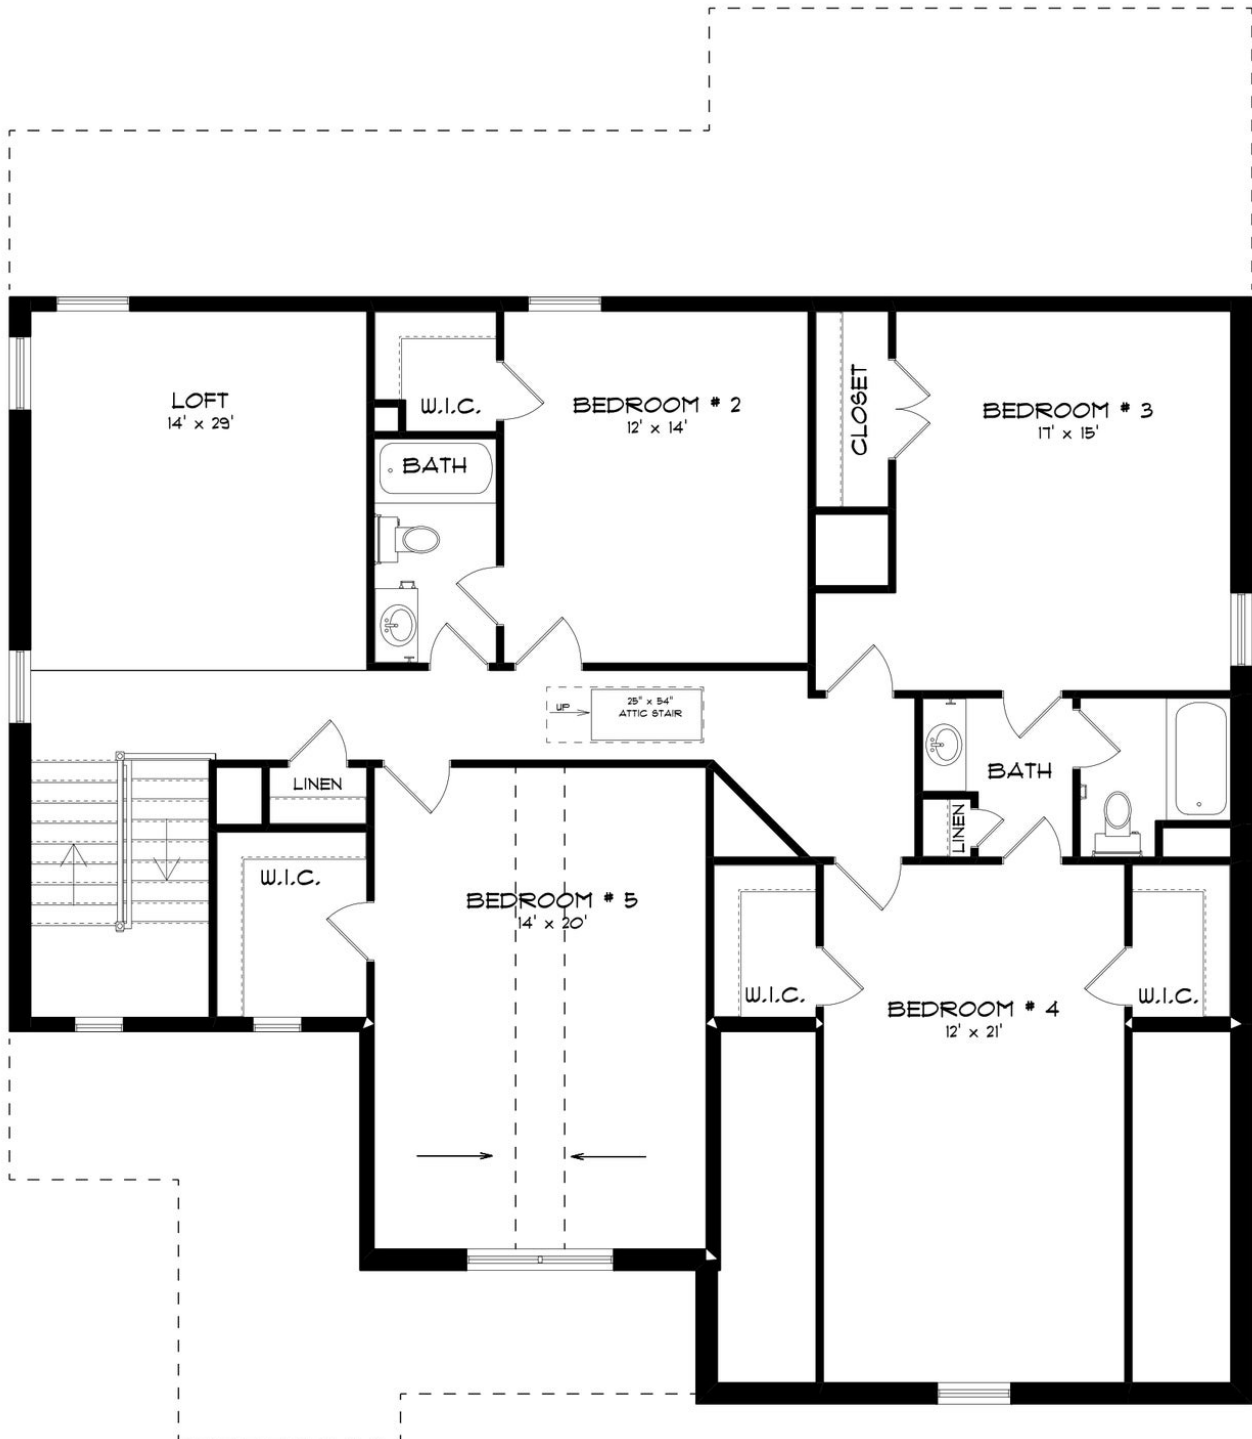 LOFT
14' x 29'
W.I.C.
BEDROOM # 2
12' x 14'
CLOSET
BEDROOM # 3
17' x 15'
BATH
UP
25" x 54"
ATTIC STAIR
LINEN
BATH
LINEN
W.I.C.
BEDROOM # 5
14' x 20'
W.I.C.
BEDROOM # 4
12' x 21'
W.I.C.